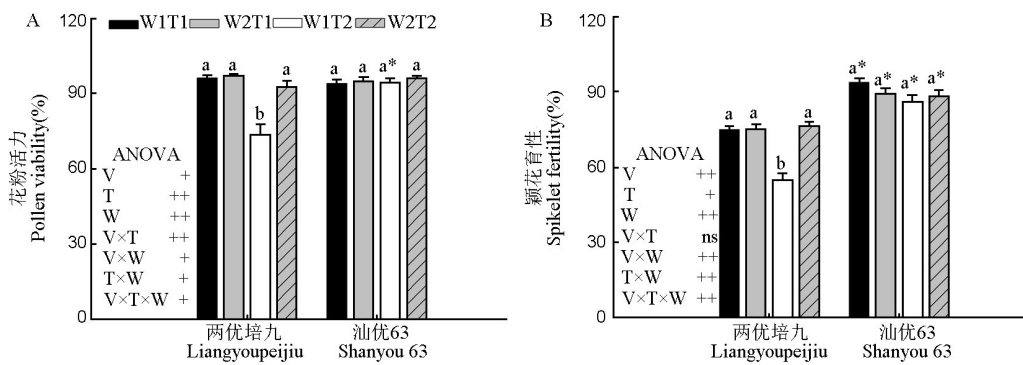 A
120
90
60
30
0
花粉活力
Pollen viability(%)
W1T1 W2T1 W1T2 W2T2
a a b a a a a* a
ANOVA
V +
T ++
W ++
V×T ++
V×W +
T×W +
V×T×W +
两优培九 汕优63
Liangyoupeijiu Shanyou 63
B
120
90
60
30
0
颖花育性
Spikelet fertility(%)
a a b a a* a* a* a*
ANOVA
V ++
T +
W ++
V×T ns
V×W ++
T×W ++
V×T×W ++
两优培九 汕优63
Liangyoupeijiu Shanyou 63